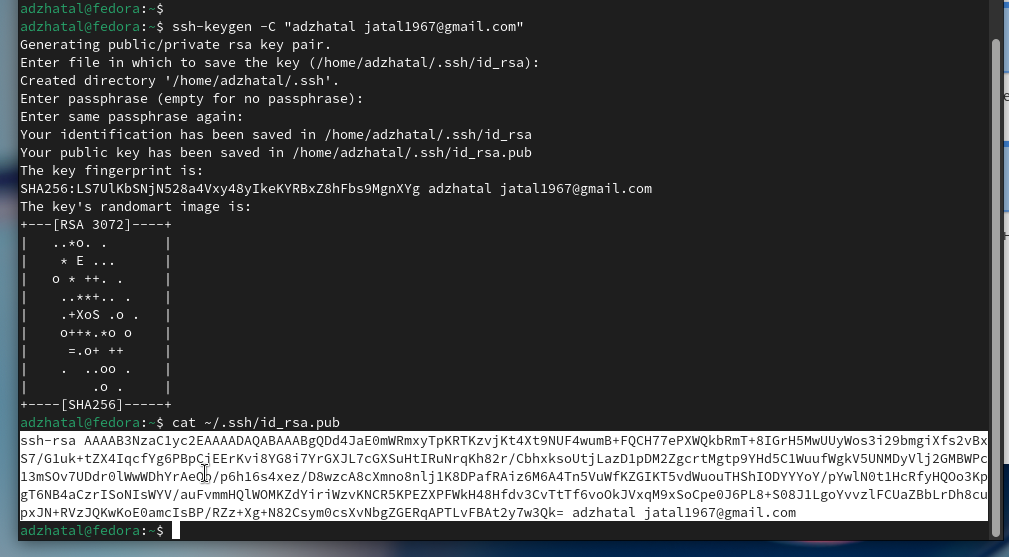 adzhatal@fedora:~$
adzhatal@fedora:~$ ssh-keygen -C "adzhatal jatal1967@gmail.com"
Generating public/private rsa key pair.
Enter file in which to save the key (/home/adzhatal/.ssh/id_rsa):
Created directory '/home/adzhatal/.ssh'.
Enter passphrase (empty for no passphrase):
Enter same passphrase again:
Your identification has been saved in /home/adzhatal/.ssh/id_rsa
Your public key has been saved in /home/adzhatal/.ssh/id_rsa.pub
The key fingerprint is:
SHA256:LS7UlKbSNjN528a4Vxy48yIkeKYRBxZ8hFbs9MgnXYg adzhatal jatal1967@gmail.com
The key's randomart image is:
+---[RSA 3072]----+
|   ..*o. .       |
|    * E ...      |
|   o * ++. .     |
|    ..**+.. .    |
|    .+XoS .o .   |
|    o++*.*o o    |
|     =.o+ ++     |
|    .  ..oo .    |
|        .o .     |
+----[SHA256]-----+
adzhatal@fedora:~$ cat ~/.ssh/id_rsa.pub
ssh-rsa AAAAB3NzaC1yc2EAAAADAQABAAABgQDd4JaE0mWRmxyTpKRTKzvjKt4Xt9NUF4wumB+FQCH77ePXWQkbRmT+8IGrH5MwUUyWos3i29bmgiXfs2vBx
S7/G1uk+tZX4IqcfYg6PBpCjEErKvi8YG8i7YrGXJL7cGXSuHtIRuNrqKh82r/CbhxksoUtjLazD1pDM2ZgcrtMgtp9YHd5C1WuufWgkV5UNMDyVlj2GMBWPc
13mSOv7UDdr0lWwWDhYrAeO/p6h16s4xez/D8wzcA8cXmno8nlj1K8DPafRAiz6M6A4Tn5VuWfKZGIKT5vdWuouTHShIODYYYoY/pYwlN0t1HcRfyHQOo3Kp
gT6NB4aCzrISoNIsWYV/auFvmmHQlWOMKZdYiriWzvKNCR5KPEZXPFWkH48Hfdv3CvTtTf6voOkJVxqM9xSoCpe0J6PL8+S08J1LgoYvvzlFCUaZBbLrDh8cu
pxJN+RVzJQKwKoE0amcIsBP/RZz+Xg+N82Csym0csXvNbgZGERqAPTLvFBAt2y7w3Qk= adzhatal jatal1967@gmail.com
adzhatal@fedora:~$